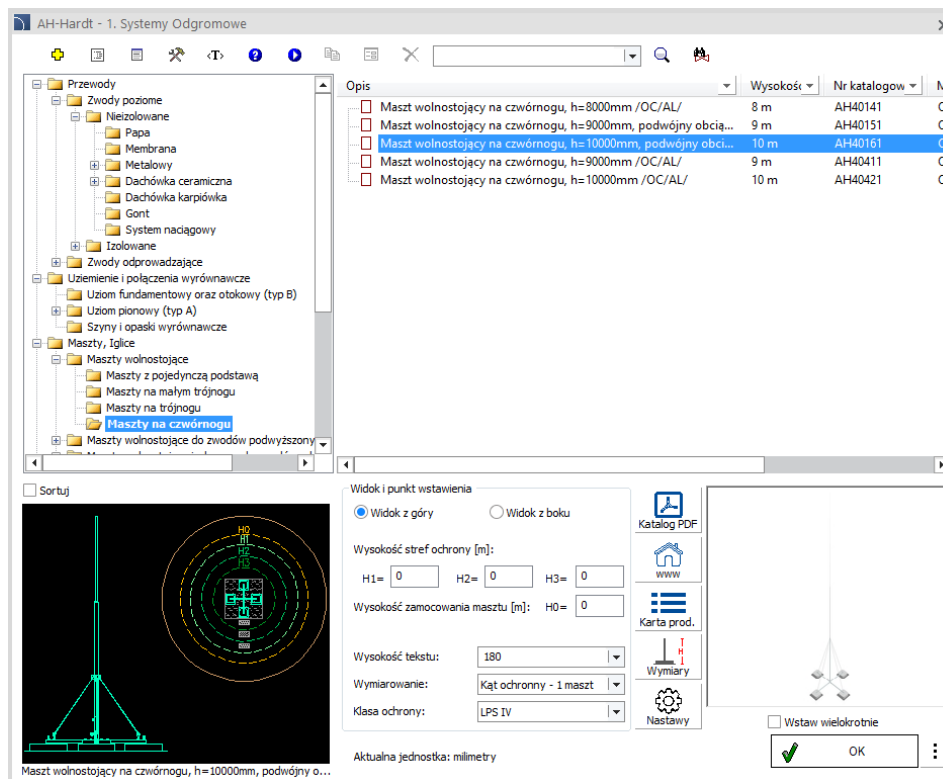 AH-Hardt - 1. Systemy Odgromowe
Przewody
Zwody poziome
Nieizolowane
Papa
Membrana
Metalowy
Dachówka ceramiczna
Dachówka karpiówka
Gont
System naciągowy
Izolowane
Zwody odprowadzające
Uziemienie i połączenia wyrównawcze
Uziom fundamentowy oraz otokowy (typ B)
Uziom pionowy (typ A)
Szyny i opaski wyrównawcze
Maszty, Iglice
Maszty wolnostojące
Maszty z pojedynczą podstawą
Maszty na małym trójnogu
Maszty na trójnogu
Maszty na czwórnogu
Maszty wolnostojące do zwodów podwyższony
Opis Wysokość Nr katalogow
Maszt wolnostojący na czwórnogu, h=8000mm /OC/AL/ 8 m AH40141
Maszt wolnostojący na czwórnogu, h=9000mm, podwójny obcią... 9 m AH40151
Maszt wolnostojący na czwórnogu, h=10000mm, podwójny obci... 10 m AH40161
Maszt wolnostojący na czwórnogu, h=9000mm /OC/AL/ 9 m AH40411
Maszt wolnostojący na czwórnogu, h=10000mm /OC/AL/ 10 m AH40421
Sortuj
H0
H1
H2
H3
Maszt wolnostojący na czwórnogu, h=10000mm, podwójny o...
Widok i punkt wstawienia
Widok z góry Widok z boku
Wysokość stref ochrony [m]:
H1= 0 H2= 0 H3= 0
Wysokość zamocowania masztu [m]: H0= 0
Wysokość tekstu: 180
Wymiarowanie: Kąt ochronny - 1 maszt
Klasa ochrony: LPS IV
Aktualna jednostka: milimetry
Katalog PDF
www
Karta prod.
Wymiary
Nastawy
Wstaw wielokrotnie
OK